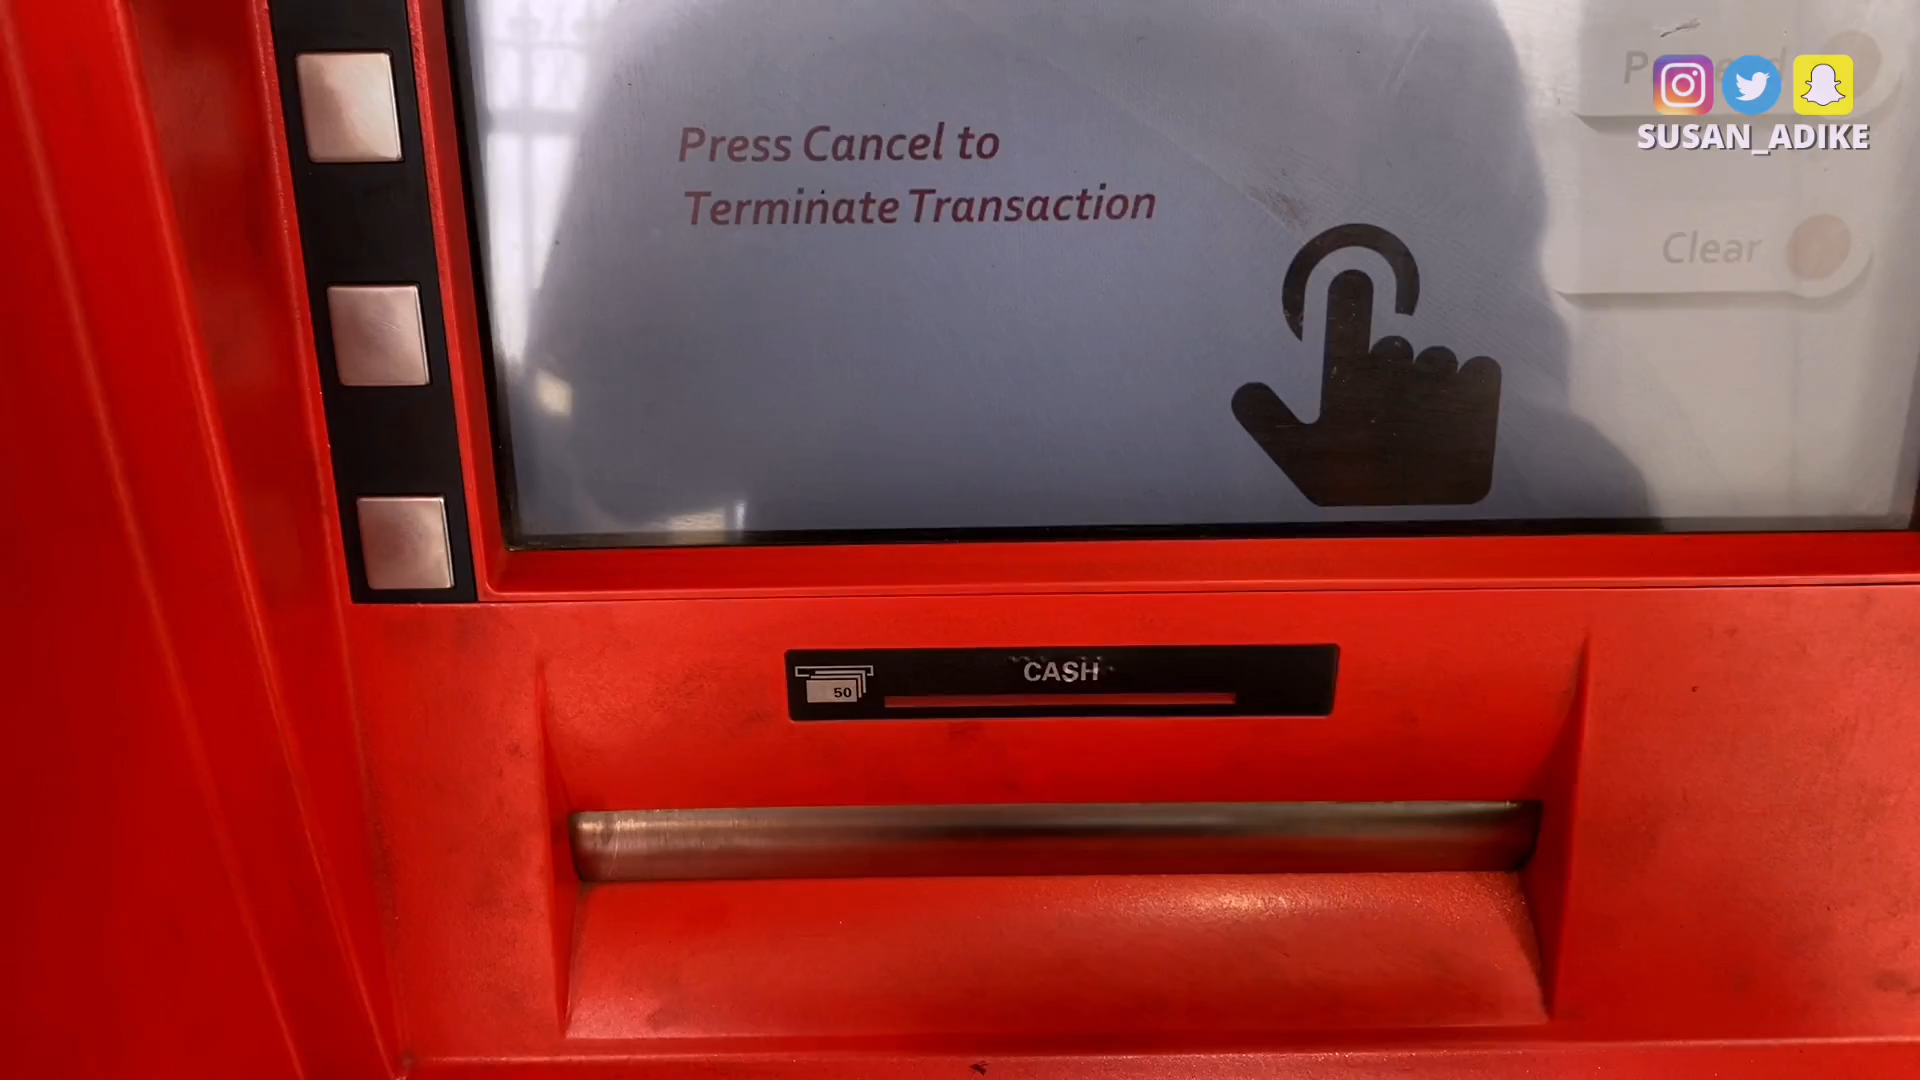 Press Cancel to
Terminate Transaction
SUSAN_ADIKE
Clear
CASH
50